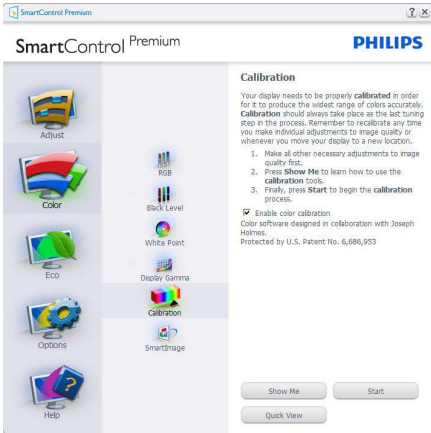 SmartControl Premium
SmartControl Premium
PHILIPS
Adjust
Color
Eco
Options
Help
RGB
Black Level
White Point
Display Gamma
Calibration
SmartImage
Calibration
Your display needs to be properly calibrated in order
for it to produce the widest range of colors accurately.
Calibration should always take place as the last tuning
step in the process. Remember to recalibrate any time
you make individual adjustments to image quality or
whenever you move your display to a new location.
1. Make all other necessary adjustments to image
quality first.
2. Press Show Me to learn how to use the
calibration tools.
3. Finally, press Start to begin the calibration
process.
Enable color calibration
Color software designed in collaboration with Joseph
Holmes.
Protected by U.S. Patent No. 6,686,953
Show Me
Start
Quick View